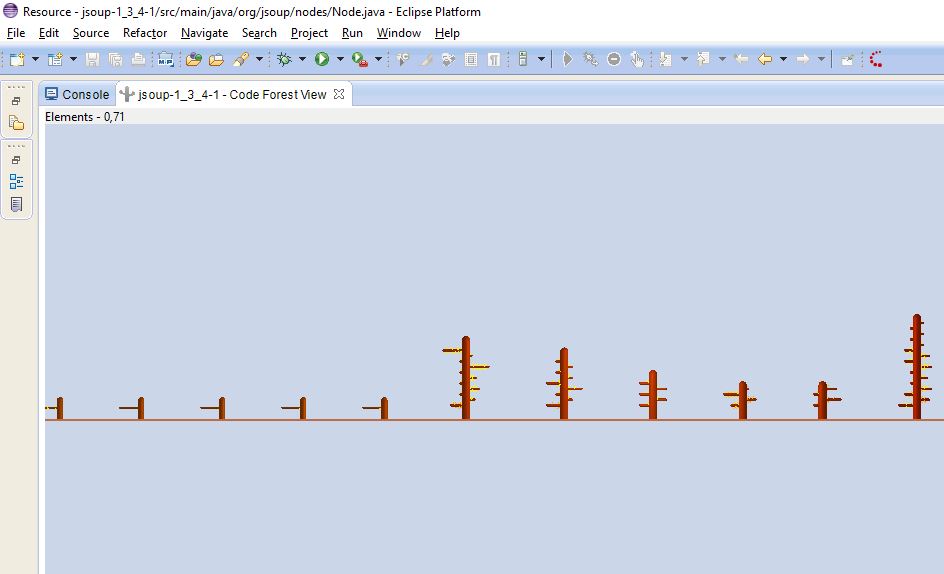 Resource - jsoup-1_3_4-1/src/main/java/org/jsoup/nodes/Node.java - Eclipse Platform
File Edit Source Refactor Navigate Search Project Run Window Help
Console jsoup-1_3_4-1 - Code Forest View
Elements - 0,71